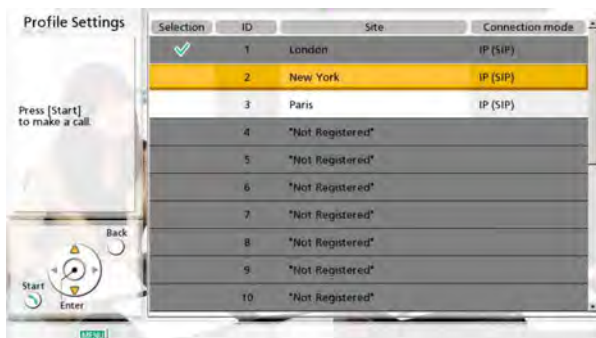 Profile Settings
Press [Start]
to make a call.
Back
Start
Enter
MENU
Selection ID Site Connection mode
1 London IP (SIP)
2 New York IP (SIP)
3 Paris IP (SIP)
4 "Not Registered"
5 "Not Registered"
6 "Not Registered"
7 "Not Registered"
8 "Not Registered"
9 "Not Registered"
10 "Not Registered"